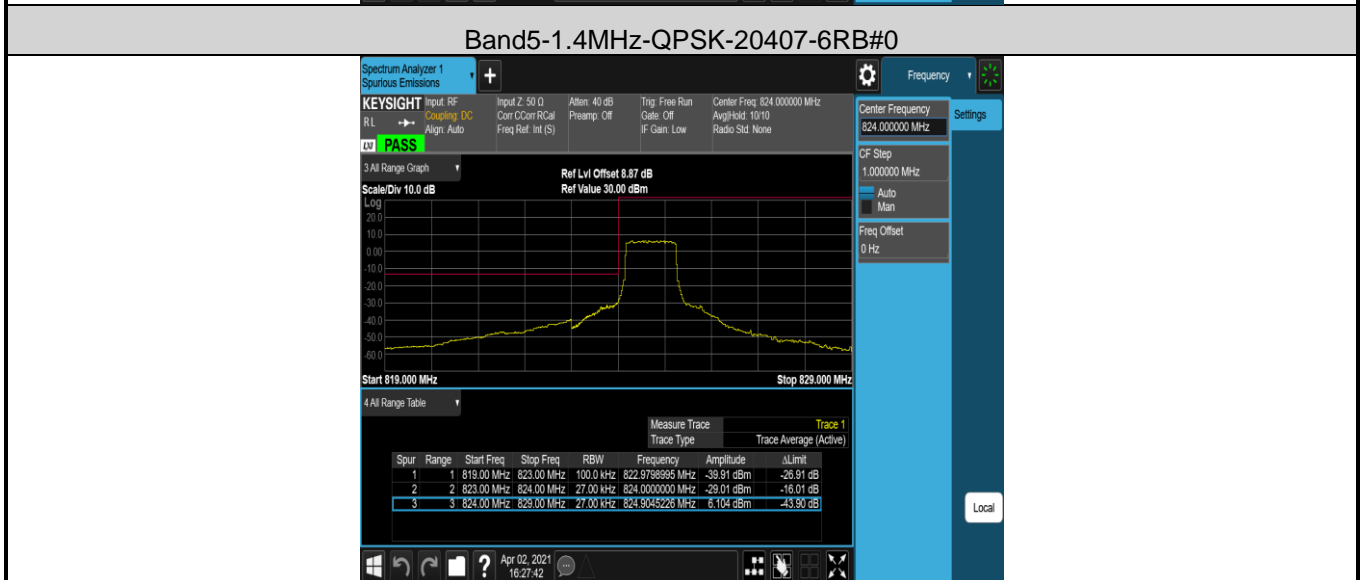 Band5-1.4MHz-QPSK-20407-6RB#0
Spectrum Analyzer 1
Spurious Emissions
+
Frequency
KEYSIGHT
RL
Input: RF
Coupling: DC
Align: Auto
Input Z: 50 Ω
Corr CCorr RCal
Freq Ref: Int (S)
Atten: 40 dB
Preamp: Off
Trig: Free Run
Gate: Off
IF Gain: Low
Center Freq: 824.000000 MHz
Avg|Hold: 10/10
Radio Std: None
LXI PASS
Center Frequency
824.000000 MHz
Settings
CF Step
1.000000 MHz
Auto
Man
Freq Offset
0 Hz
3 All Range Graph
Ref Lvl Offset 8.87 dB
Scale/Div 10.0 dB
Ref Value 30.00 dBm
Log
20.0
10.0
0.00
-10.0
-20.0
-30.0
-40.0
-50.0
-60.0
Start 819.000 MHz
Stop 829.000 MHz
4 All Range Table
Measure Trace Trace 1
Trace Type Trace Average (Active)
Spur Range Start Freq Stop Freq RBW Frequency Amplitude ΔLimit
1 1 819.00 MHz 823.00 MHz 100.0 kHz 822.9798995 MHz -39.91 dBm -26.91 dB
2 2 823.00 MHz 824.00 MHz 27.00 kHz 824.0000000 MHz -29.01 dBm -16.01 dB
3 3 824.00 MHz 829.00 MHz 27.00 kHz 824.9045226 MHz 6.104 dBm -43.90 dB
Local
?
Apr 02, 2021
16:27:42